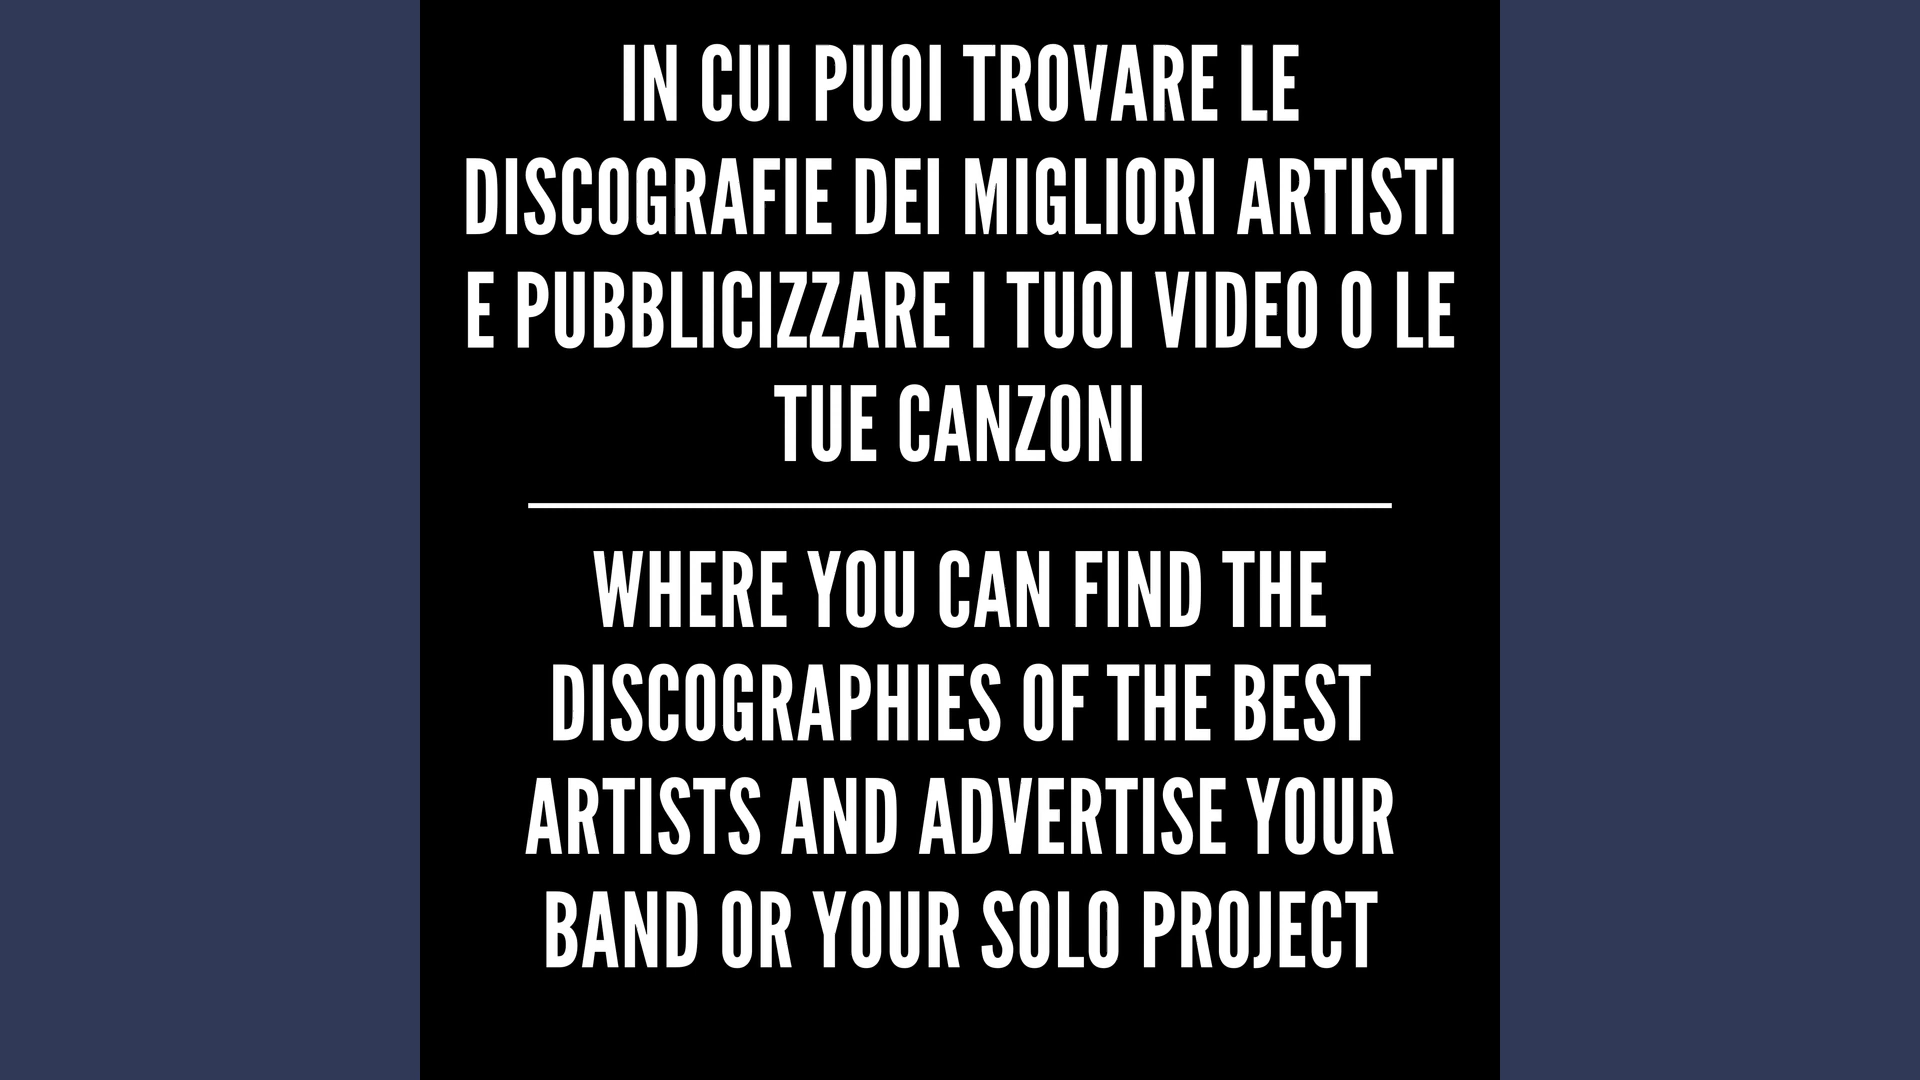 IN CUI PUOI TROVARE LE
DISCOGRAFIE DEI MIGLIORI ARTISTI
E PUBBLICIZZARE I TUOI VIDEO O LE
TUE CANZONI
WHERE YOU CAN FIND THE
DISCOGRAPHIES OF THE BEST
ARTISTS AND ADVERTISE YOUR
BAND OR YOUR SOLO PROJECT